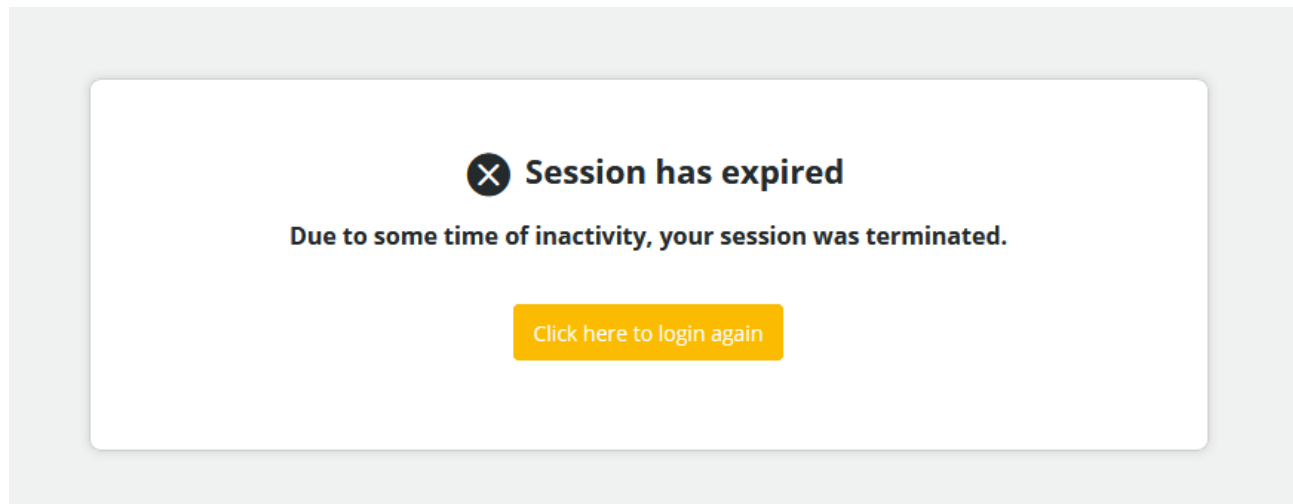 Session has expired
Due to some time of inactivity, your session was terminated.
Click here to login again